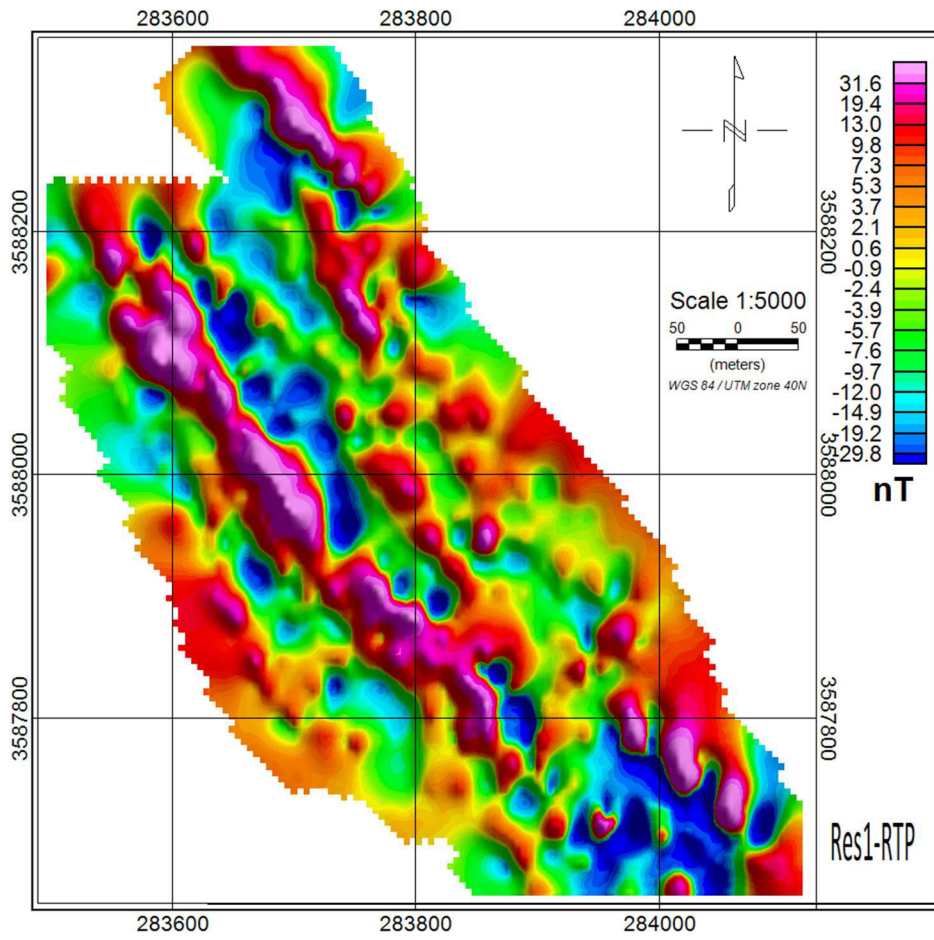 283600 283800 284000
3588200
3588000
3587800
N
Scale 1:5000
50 0 50
(meters)
WGS 84 / UTM zone 40N
31.6
19.4
13.0
9.8
7.3
5.3
3.7
2.1
0.6
-0.9
-2.4
-3.9
-5.7
-7.6
-9.7
-12.0
-14.9
-19.2
-29.8
nT
3588200
3588000
3587800
Res1-RTP
283600 283800 284000